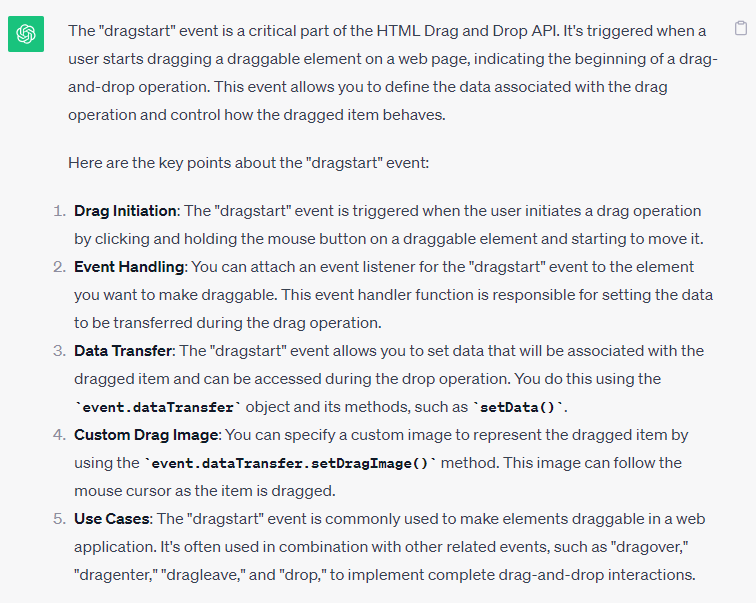 The "dragstart" event is a critical part of the HTML Drag and Drop API. It's triggered when a
user starts dragging a draggable element on a web page, indicating the beginning of a drag-
and-drop operation. This event allows you to define the data associated with the drag
operation and control how the dragged item behaves.
Here are the key points about the "dragstart" event:
1. Drag Initiation: The "dragstart" event is triggered when the user initiates a drag operation
by clicking and holding the mouse button on a draggable element and starting to move it.
2. Event Handling: You can attach an event listener for the "dragstart" event to the element
you want to make draggable. This event handler function is responsible for setting the data
to be transferred during the drag operation.
3. Data Transfer: The "dragstart" event allows you to set data that will be associated with the
dragged item and can be accessed during the drop operation. You do this using the
`event.dataTransfer` object and its methods, such as `setData()`.
4. Custom Drag Image: You can specify a custom image to represent the dragged item by
using the `event.dataTransfer.setDragImage()` method. This image can follow the
mouse cursor as the item is dragged.
5. Use Cases: The "dragstart" event is commonly used to make elements draggable in a web
application. It's often used in combination with other related events, such as "dragover,"
"dragenter," "dragleave," and "drop," to implement complete drag-and-drop interactions.